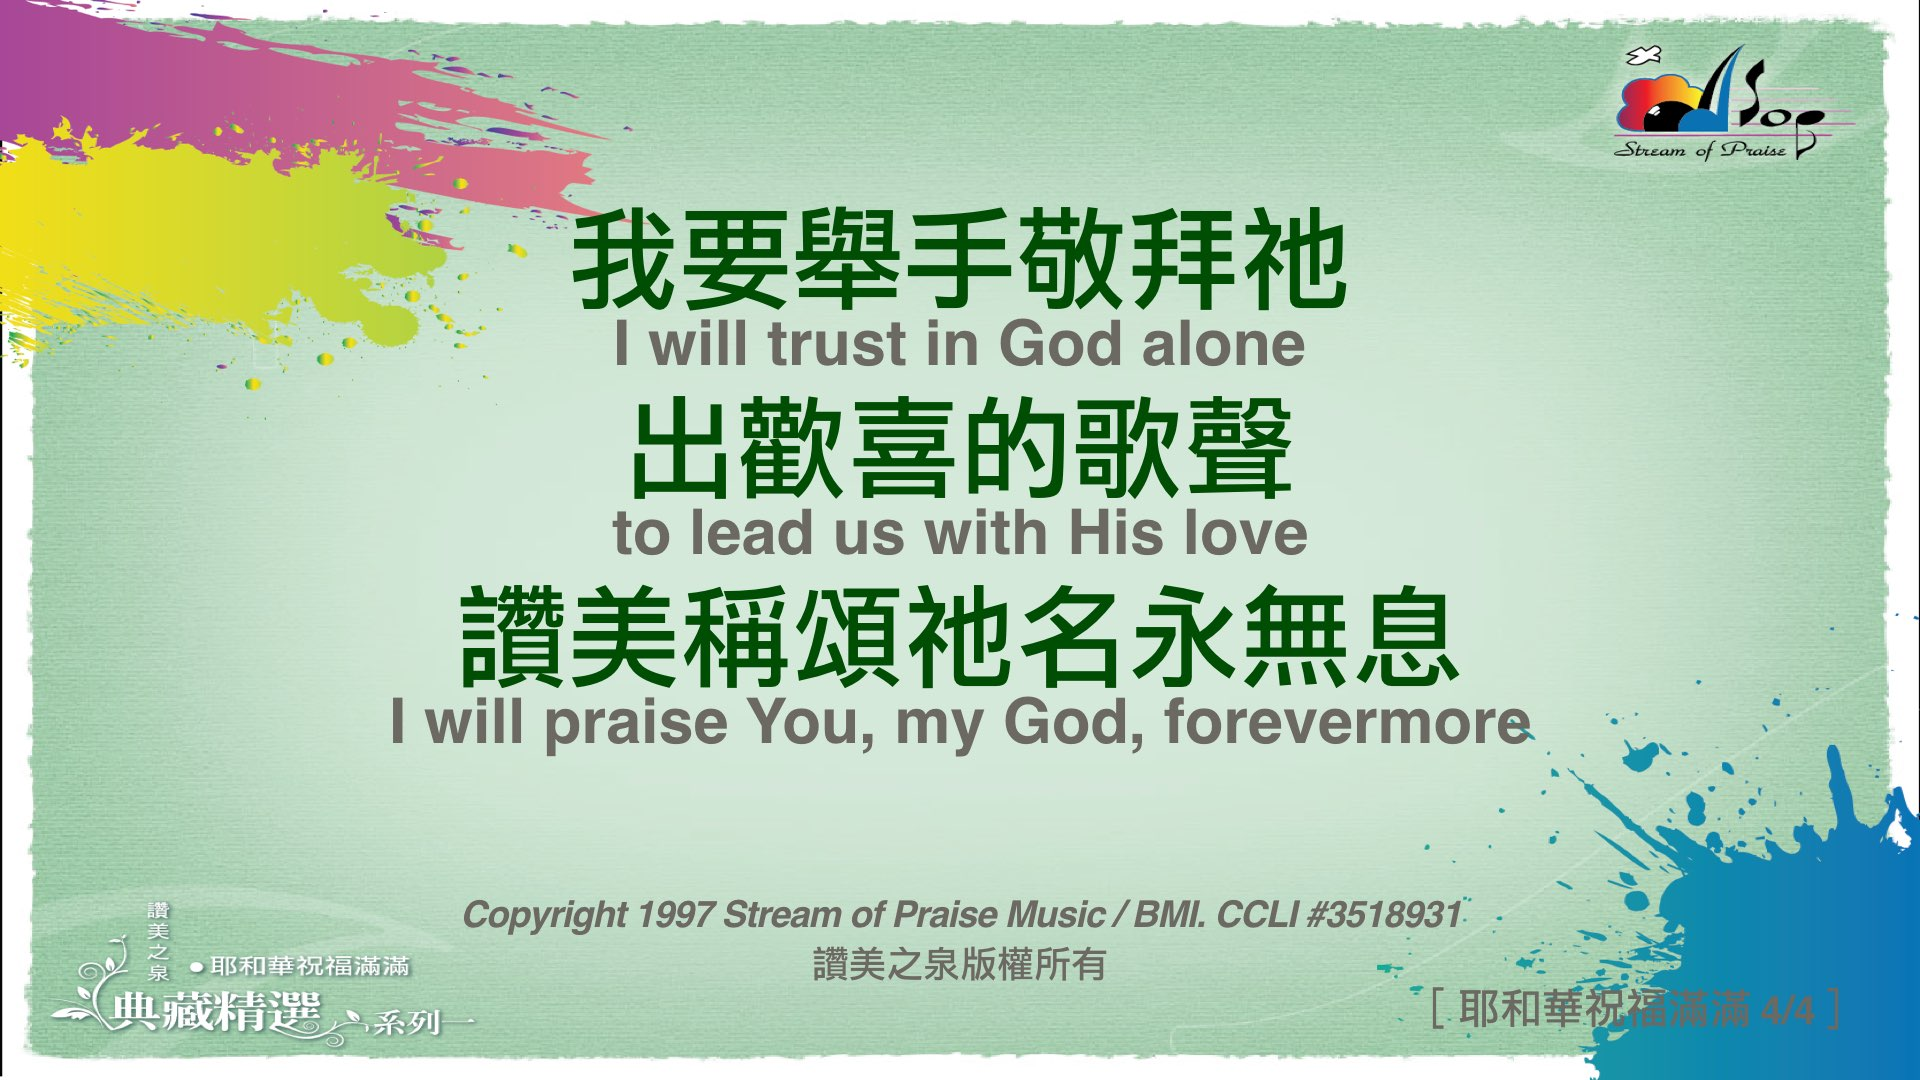 Sop
Stream of Praise
我要舉手敬拜祂
I will trust in God alone
出歡喜的歌聲
to lead us with His love
讚美稱頌祂名永無息
I will praise You, my God, forevermore
Copyright 1997 Stream of Praise Music / BMI. CCLI #3518931
讚美之泉版權所有
讚美之泉
●耶和華祝福滿滿
典藏精選系列一
[ 耶和華祝福滿滿 4/4 ]